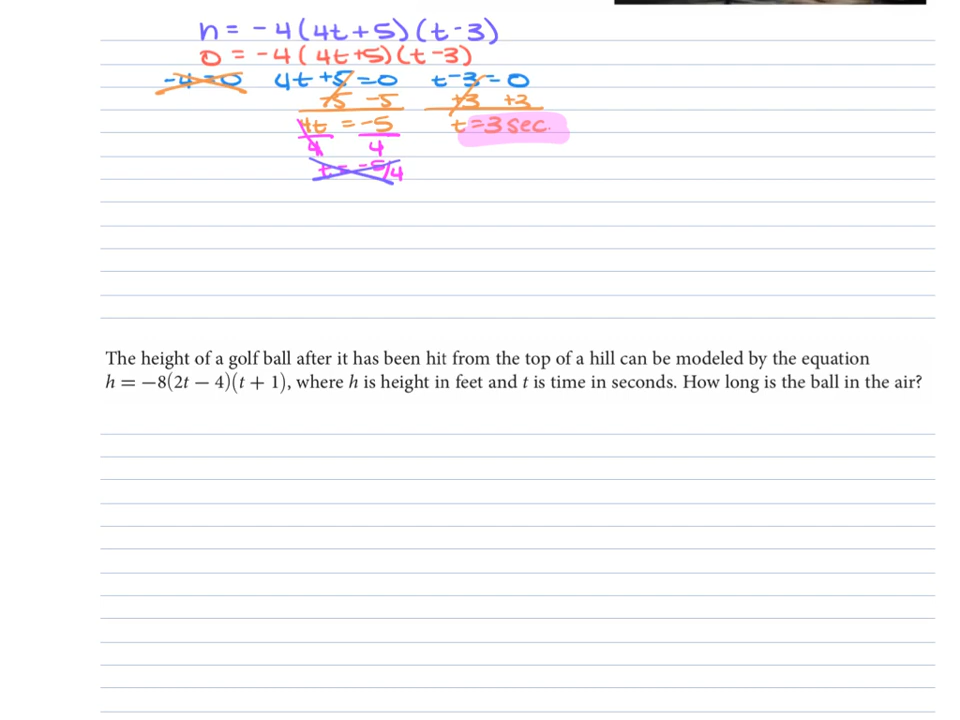 h = -4(4t+5)(t-3)
0 = -4(4t+5)(t-3)
-4=0 4t+5=0 t-3=0
-5 -5 +3 +3
4t = -5 t=3 sec.
4 4
t= -5/4
The height of a golf ball after it has been hit from the top of a hill can be modeled by the equation
h = −8(2t − 4)(t + 1), where h is height in feet and t is time in seconds. How long is the ball in the air?